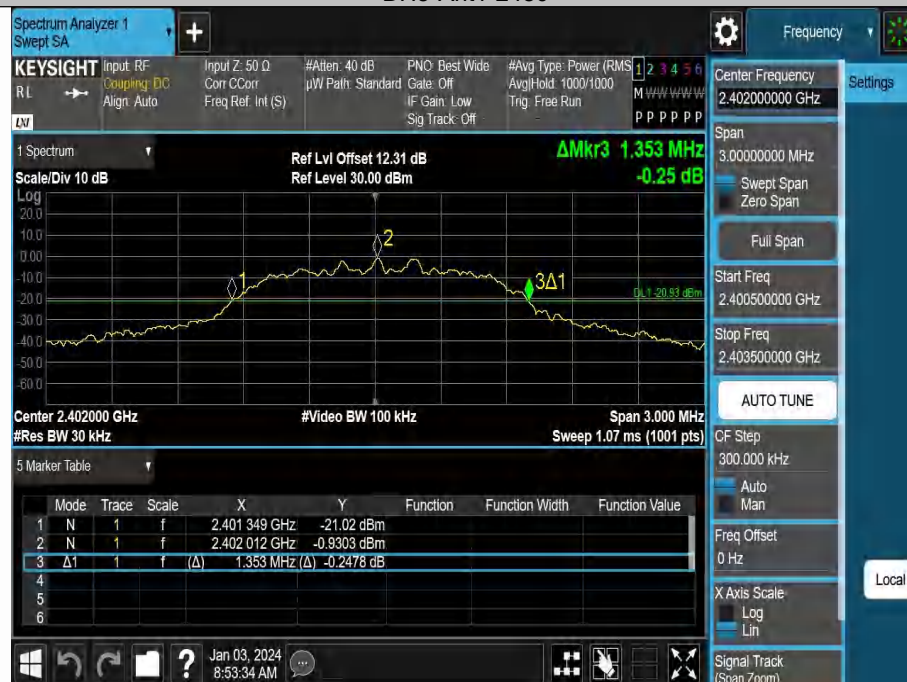 Spectrum Analyzer 1
Swept SA
+
Frequency
KEYSIGHT
RL
LXI
Input: RF
Coupling: DC
Align: Auto
Input Z: 50 Ω
Corr CCorr
Freq Ref: Int (S)
#Atten: 40 dB
µW Path: Standard
PNO: Best Wide
Gate: Off
IF Gain: Low
Sig Track: Off
#Avg Type: Power (RMS
Avg|Hold: 1000/1000
Trig: Free Run
1 2 3 4 5 6
M W W W W W
P P P P P P
1 Spectrum
Scale/Div 10 dB
Ref Lvl Offset 12.31 dB
Ref Level 30.00 dBm
ΔMkr3 1.353 MHz
-0.25 dB
Log
20.0
10.0
0.00
-10.0
-20.0
-30.0
-40.0
-50.0
-60.0
1
2
3Δ1
DL1 -20.93 dBm
Center 2.402000 GHz
#Video BW 100 kHz
Span 3.000 MHz
#Res BW 30 kHz
Sweep 1.07 ms (1001 pts)
5 Marker Table
Mode Trace Scale X Y Function Function Width Function Value
1 N 1 f 2.401 349 GHz -21.02 dBm
2 N 1 f 2.402 012 GHz -0.9303 dBm
3 Δ1 1 f (Δ) 1.353 MHz (Δ) -0.2478 dB
4
5
6
?
Jan 03, 2024
8:53:34 AM
Center Frequency
2.402000000 GHz
Settings
Span
3.00000000 MHz
Swept Span
Zero Span
Full Span
Start Freq
2.400500000 GHz
Stop Freq
2.403500000 GHz
AUTO TUNE
CF Step
300.000 kHz
Auto
Man
Freq Offset
0 Hz
Local
X Axis Scale
Log
Lin
Signal Track
(Span Zoom)